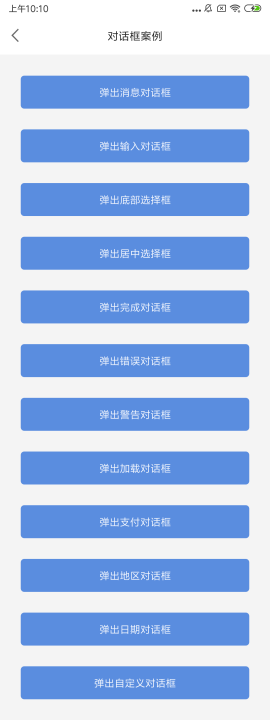 上午10:10
对话框案例
弹出消息对话框
弹出输入对话框
弹出底部选择框
弹出居中选择框
弹出完成对话框
弹出错误对话框
弹出警告对话框
弹出加载对话框
弹出支付对话框
弹出地区对话框
弹出日期对话框
弹出自定义对话框